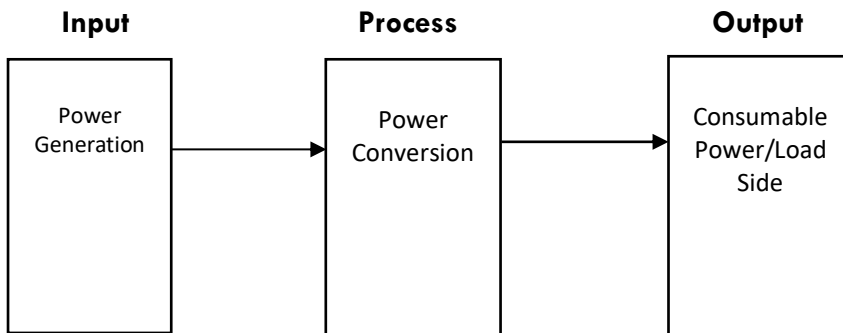 Input
Process
Output
Power
Generation
Power
Conversion
Consumable
Power/Load
Side